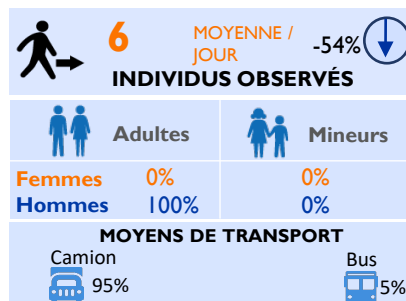 6 MOYENNE / JOUR -54%
INDIVIDUS OBSERVÉS
Adultes Mineurs
Femmes 0% 0%
Hommes 100% 0%
MOYENS DE TRANSPORT
Camion Bus
95% 5%